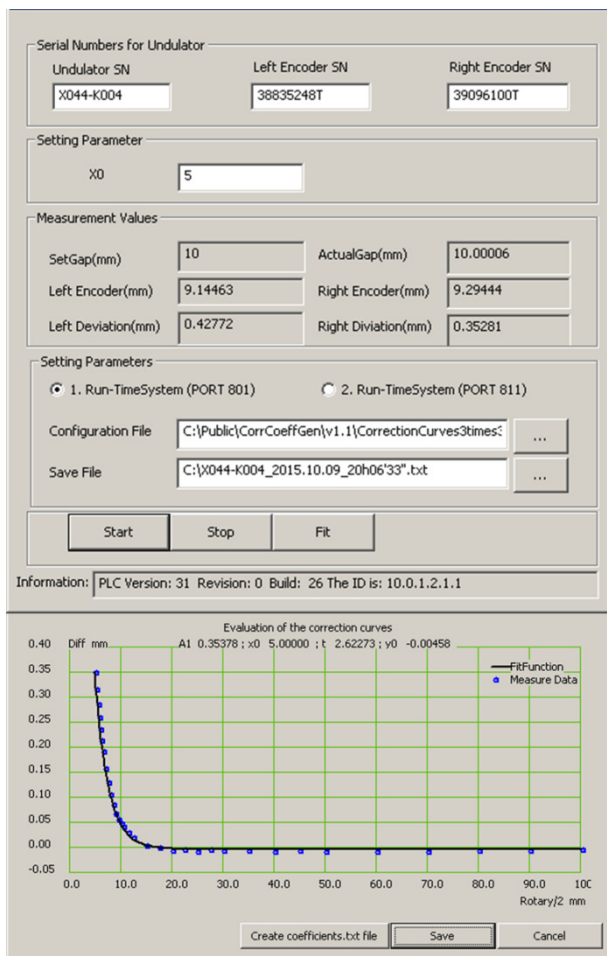 Serial Numbers for Undulator
Undulator SN Left Encoder SN Right Encoder SN
X044-K004 38835248T 39096100T
Setting Parameter
X0 5
Measurement Values
SetGap(mm) 10 ActualGap(mm) 10.00006
Left Encoder(mm) 9.14463 Right Encoder(mm) 9.29444
Left Deviation(mm) 0.42772 Right Diviation(mm) 0.35281
Setting Parameters
1. Run-TimeSystem (PORT 801) 2. Run-TimeSystem (PORT 811)
Configuration File C:\Public\CorrCoeffGen\v1.1\CorrectionCurves3times3 ...
Save File C:\X044-K004_2015.10.09_20h06'33".txt ...
Start Stop Fit
Information: PLC Version: 31 Revision: 0 Build: 26 The ID is: 10.0.1.2.1.1
Evaluation of the correction curves
0.40 Diff mm A1 0.35378 ; x0 5.00000 ; t 2.62273 ; y0 -0.00458
0.35 FitFunction
Measure Data
0.30
0.25
0.20
0.15
0.10
0.05
0.00
-0.05
0.0 10.0 20.0 30.0 40.0 50.0 60.0 70.0 80.0 90.0 10
Rotary/2 mm
Create coefficients.txt file Save Cancel